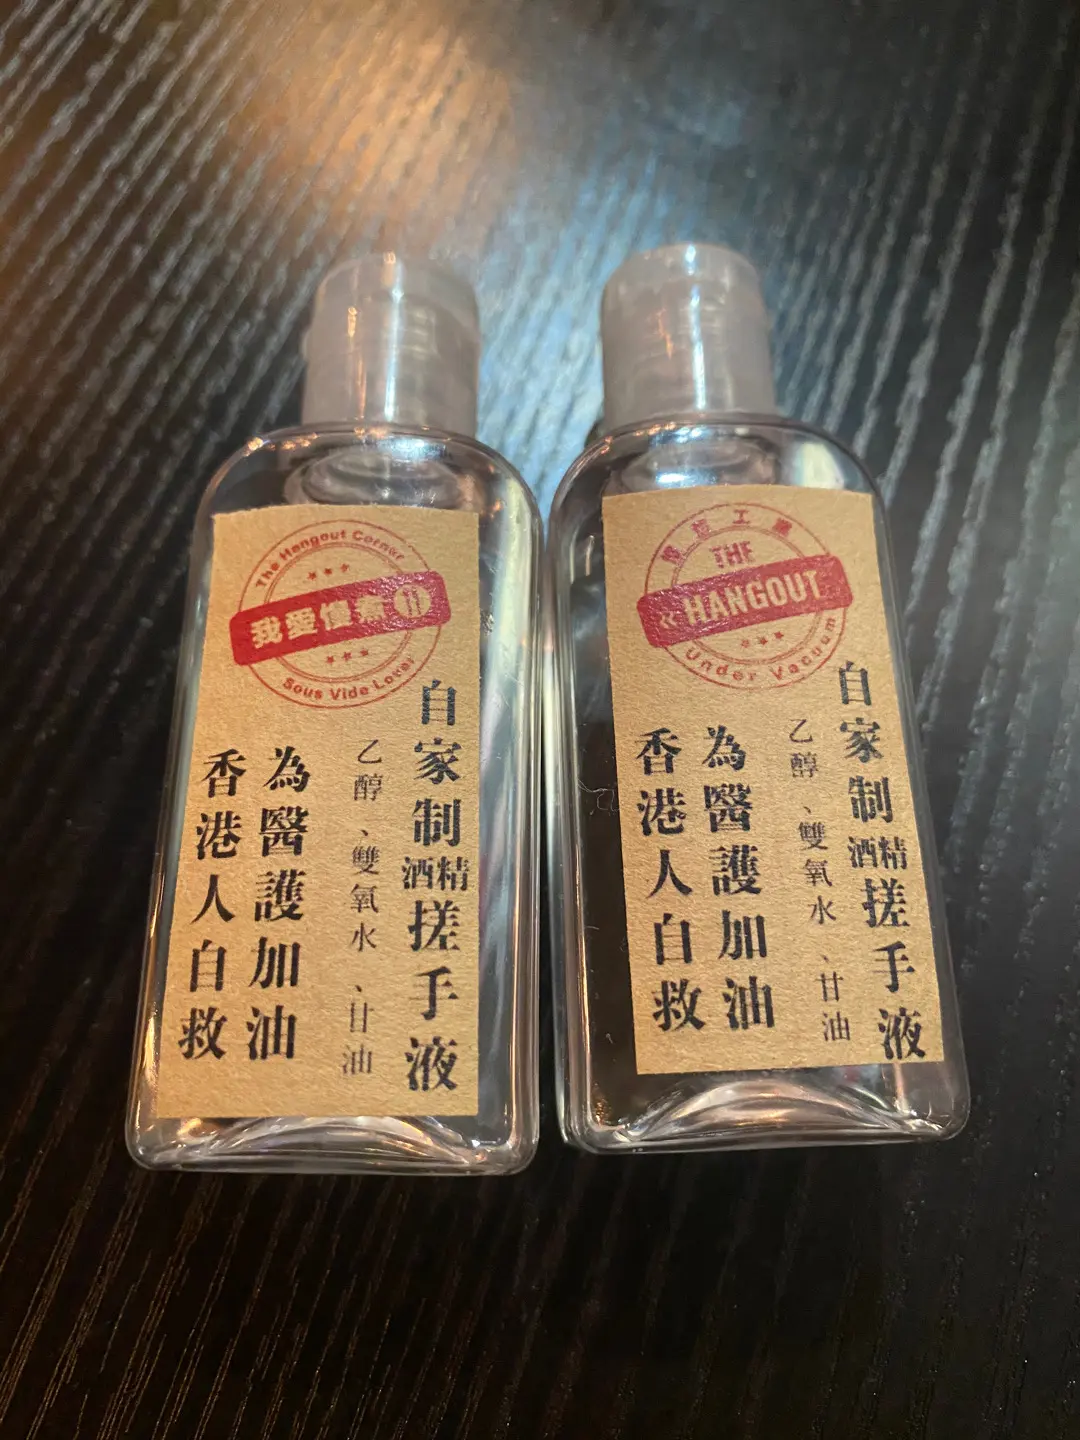 The Hangout Corner
我愛慢煮
Sous Vide Lover
自家制酒精搓手液
乙醇、雙氧水、甘油
為醫護加油
香港人自救
THE
HANGOUT
Under Vacuum
自家制酒精搓手液
乙醇、雙氧水、甘油
為醫護加油
香港人自救